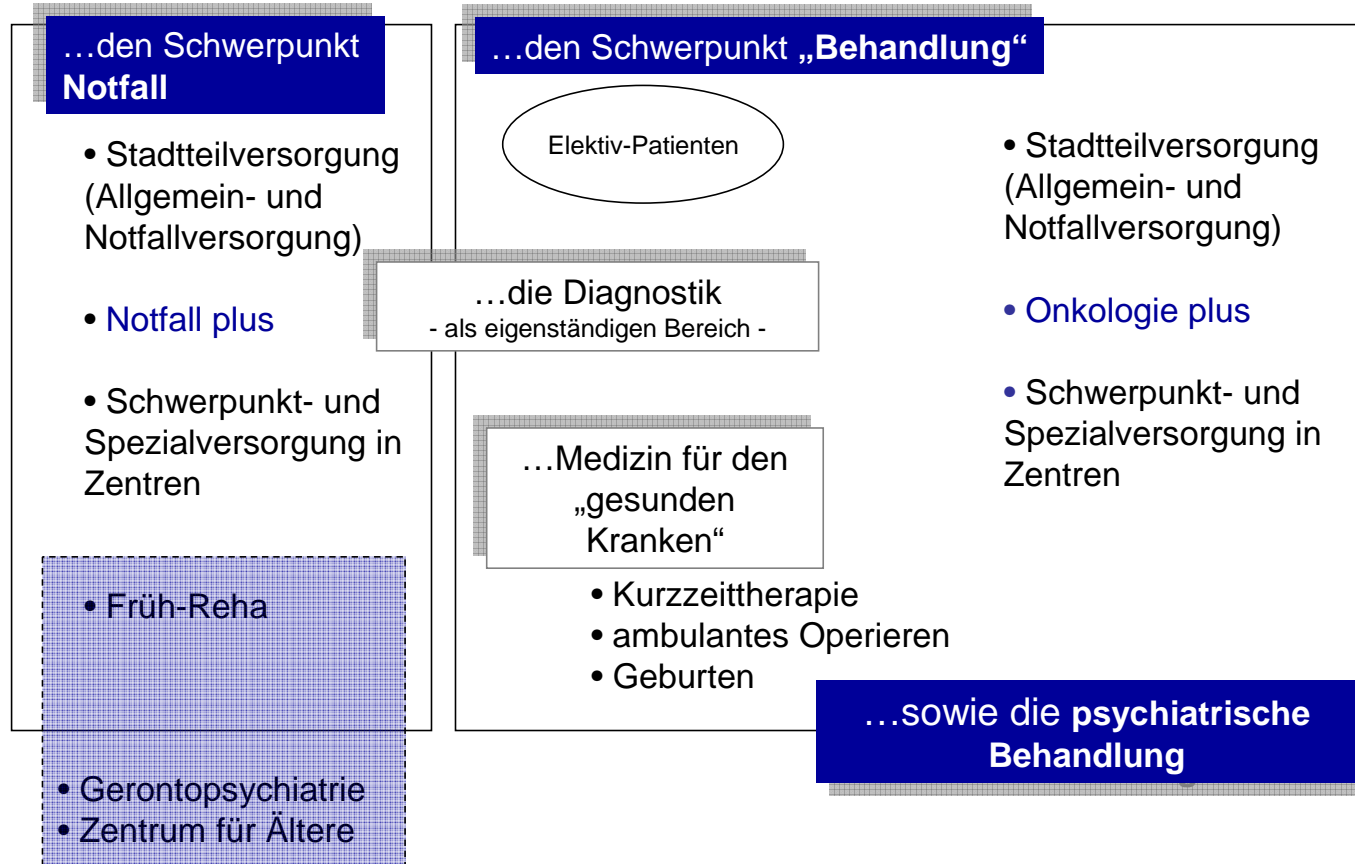 …den Schwerpunkt
Notfall
• Stadtteilversorgung
(Allgemein- und
Notfallversorgung)
• Notfall plus
• Schwerpunkt- und
Spezialversorgung in
Zentren
• Früh-Reha
• Gerontopsychiatrie
• Zentrum für Ältere
…den Schwerpunkt „Behandlung“
Elektiv-Patienten
…die Diagnostik
- als eigenständigen Bereich -
…Medizin für den
„gesunden
Kranken“
• Kurzzeittherapie
• ambulantes Operieren
• Geburten
• Stadtteilversorgung
(Allgemein- und
Notfallversorgung)
• Onkologie plus
• Schwerpunkt- und
Spezialversorgung in
Zentren
…sowie die psychiatrische
Behandlung